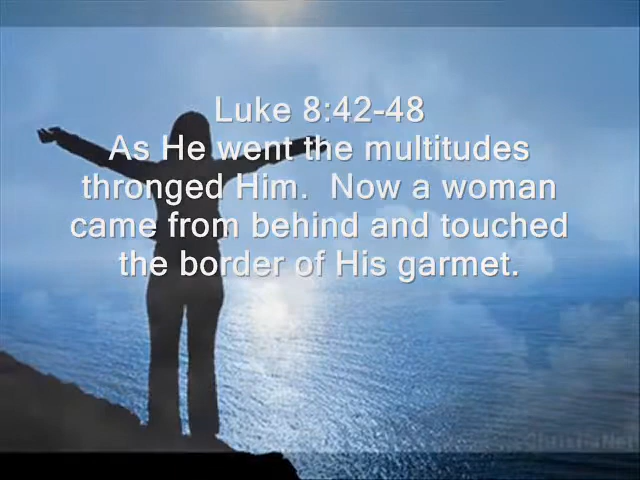 Luke 8:42-48
As He went the multitudes
thronged Him.  Now a woman
came from behind and touched
the border of His garmet.